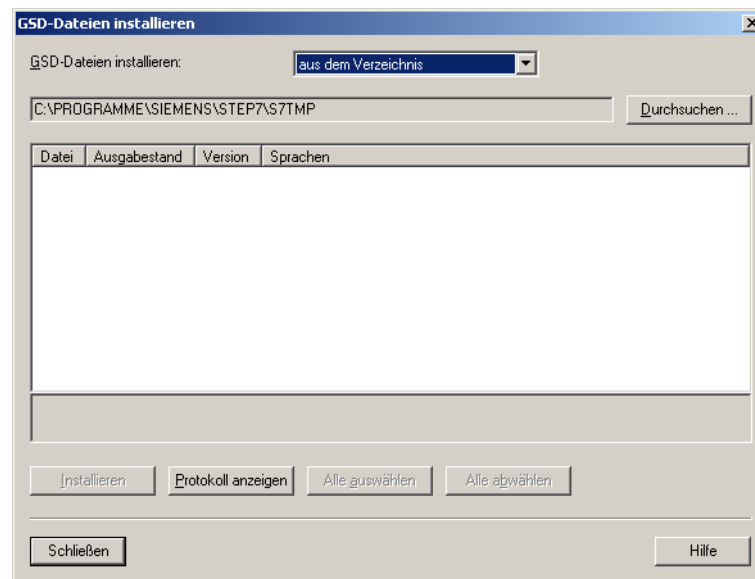 GSD-Dateien installieren
GSD-Dateien installieren:
aus dem Verzeichnis
C:\PROGRAMME\SIEMENS\STEP7\S7TMP
Durchsuchen ...
Datei Ausgabestand Version Sprachen
Installieren Protokoll anzeigen Alle auswählen Alle abwählen
Schließen Hilfe